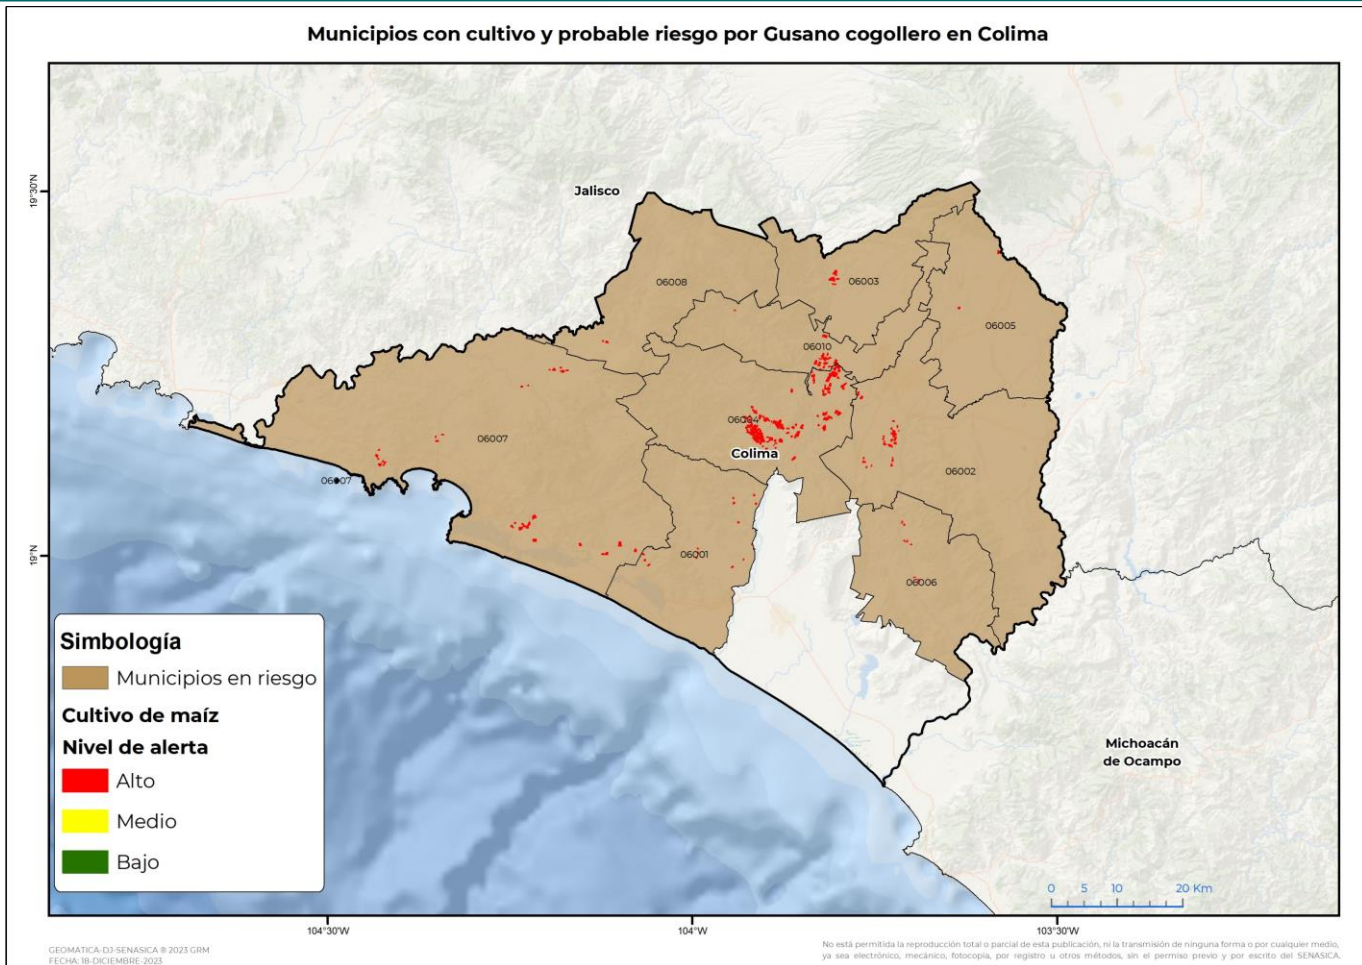 Municipios con cultivo y probable riesgo por Gusano cogollero en Colima
19°30'N
Jalisco
06008
06003
06005
06010
06004
06007
Colima
06002
06007
19°N
06001
06006
Simbología
Municipios en riesgo
Cultivo de maíz
Nivel de alerta
Alto
Medio
Bajo
Michoacán
de Ocampo
0 5 10 20 Km
104°30'W
104°W
103°30'W
GEOMATICA-DJ-SENASICA ® 2023 GRM
FECHA: 18-DICIEMBRE-2023
No está permitida la reproducción total o parcial de esta publicación, ni la transmisión de ninguna forma o por cualquier medio,
ya sea electrónico, mecánico, fotocopia, por registro u otros métodos, sin el permiso previo y por escrito del SENASICA.